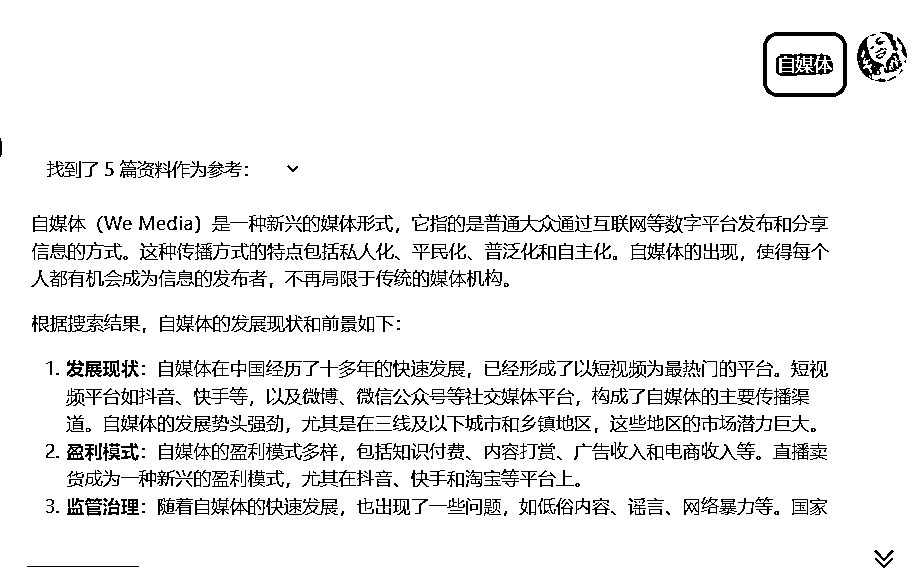 自媒体
找到了 5 篇资料作为参考：
自媒体（We Media）是一种新兴的媒体形式，它指的是普通大众通过互联网等数字平台发布和分享
信息的方式。这种传播方式的特点包括私人化、平民化、普泛化和自主化。自媒体的出现，使得每个
人都有机会成为信息的发布者，不再局限于传统的媒体机构。
根据搜索结果，自媒体的发展现状和前景如下：
1. 发展现状：自媒体在中国经历了十多年的快速发展，已经形成了以短视频为最热门的平台。短视
频平台如抖音、快手等，以及微博、微信公众号等社交媒体平台，构成了自媒体的主要传播渠
道。自媒体的发展势头强劲，尤其是在三线及以下城市和乡镇地区，这些地区的市场潜力巨大。
2. 盈利模式：自媒体的盈利模式多样，包括知识付费、内容打赏、广告收入和电商收入等。直播卖
货成为一种新兴的盈利模式，尤其在抖音、快手和淘宝等平台上。
3. 监管治理：随着自媒体的快速发展，也出现了一些问题，如低俗内容、谣言、网络暴力等。国家